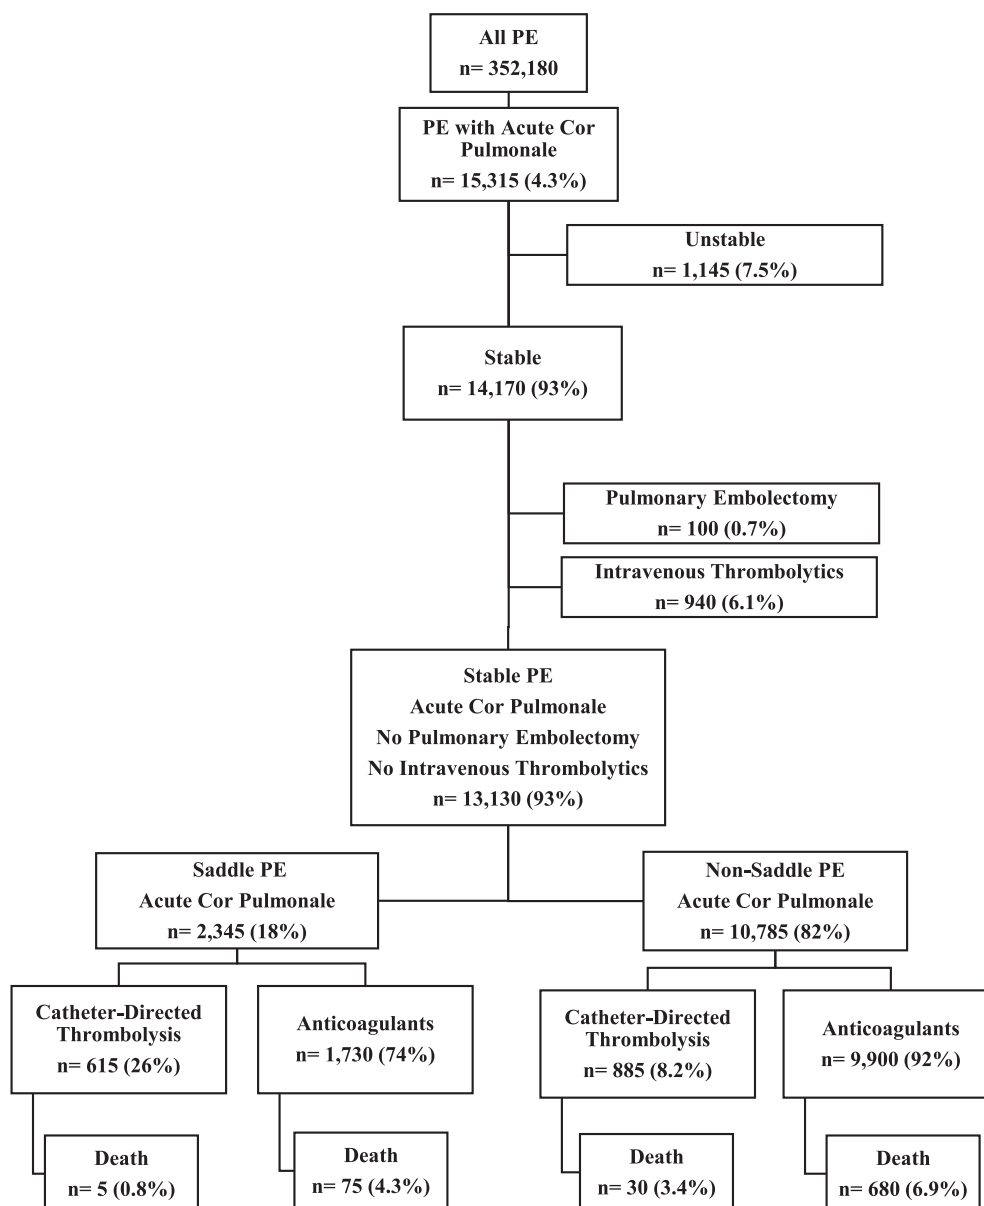 All PE
n= 352,180
PE with Acute Cor
Pulmonale
n= 15,315 (4.3%)
Unstable
n= 1,145 (7.5%)
Stable
n= 14,170 (93%)
Pulmonary Embolectomy
n= 100 (0.7%)
Intravenous Thrombolytics
n= 940 (6.1%)
Stable PE
Acute Cor Pulmonale
No Pulmonary Embolectomy
No Intravenous Thrombolytics
n= 13,130 (93%)
Saddle PE
Acute Cor Pulmonale
n= 2,345 (18%)
Non-Saddle PE
Acute Cor Pulmonale
n= 10,785 (82%)
Catheter-Directed
Thrombolysis
n= 615 (26%)
Anticoagulants
n= 1,730 (74%)
Catheter-Directed
Thrombolysis
n= 885 (8.2%)
Anticoagulants
n= 9,900 (92%)
Death
n= 5 (0.8%)
Death
n= 75 (4.3%)
Death
n= 30 (3.4%)
Death
n= 680 (6.9%)